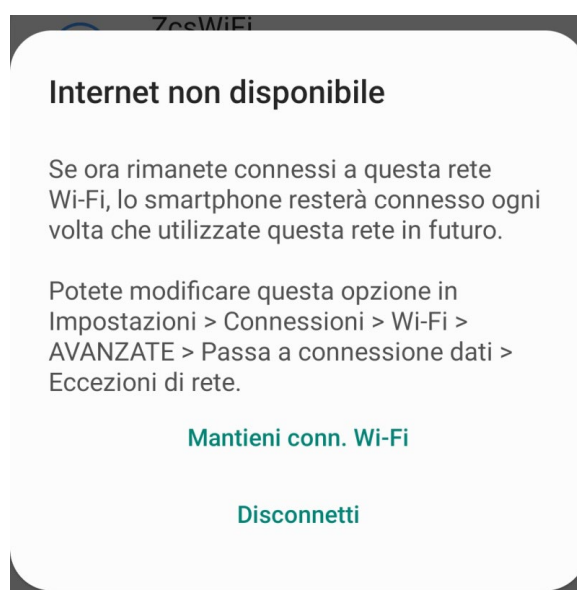 ZcsWiFi
Internet non disponibile
Se ora rimanete connessi a questa rete
Wi-Fi, lo smartphone resterà connesso ogni
volta che utilizzate questa rete in futuro.
Potete modificare questa opzione in
Impostazioni > Connessioni > Wi-Fi >
AVANZATE > Passa a connessione dati >
Eccezioni di rete.
Mantieni conn. Wi-Fi
Disconnetti